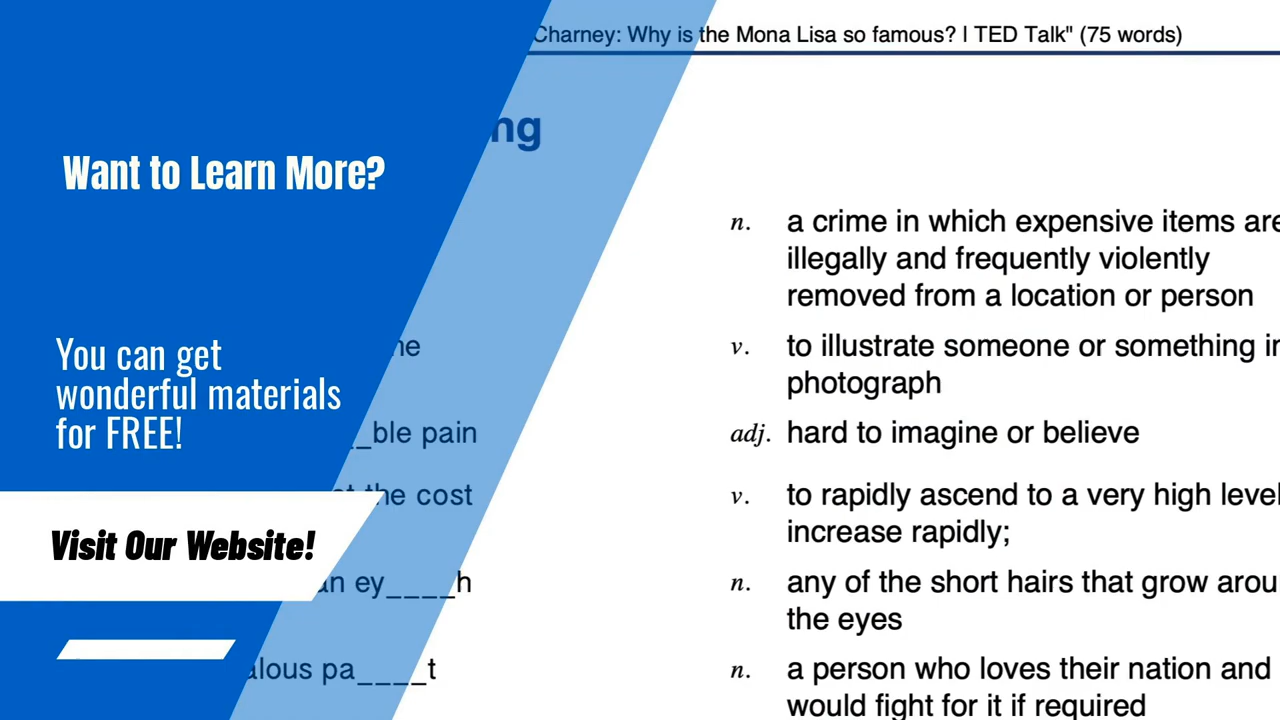 Charney: Why is the Mona Lisa so famous? | TED Talk" (75 words)
ng
Want to Learn More?
You can get
wonderful materials
for FREE!
Visit Our Website!
n. a crime in which expensive items are
illegally and frequently violently
removed from a location or person
he v. to illustrate someone or something in
photograph
_ble pain adj. hard to imagine or believe
the cost v. to rapidly ascend to a very high level
increase rapidly;
an ey____h n. any of the short hairs that grow arou
the eyes
alous pa____t n. a person who loves their nation and
would fight for it if required